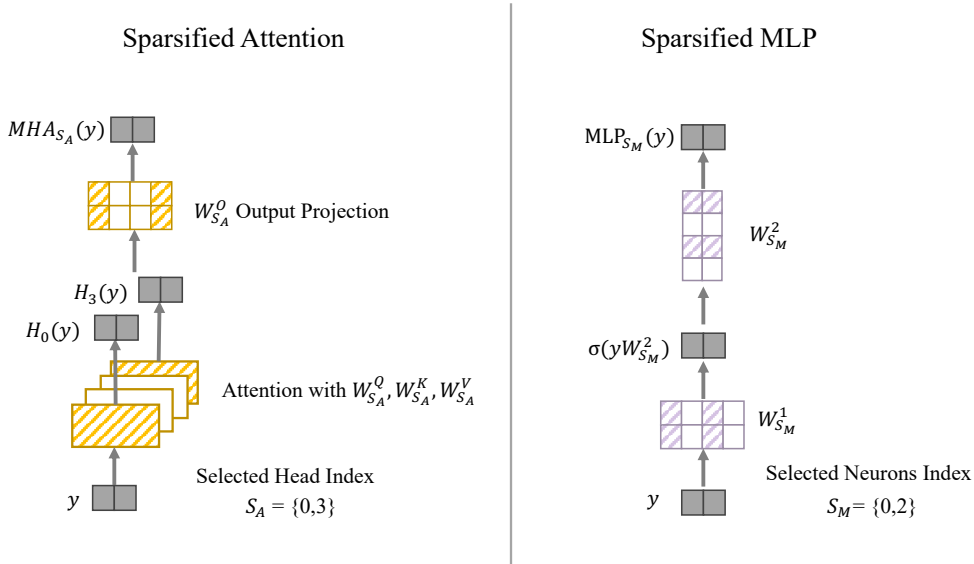 Sparsified Attention
MHA_{S_A}(y)
W^O_{S_A} Output Projection
H_3(y)
H_0(y)
Attention with W^Q_{S_A}, W^K_{S_A}, W^V_{S_A}
Selected Head Index
y
S_A = {0,3}
Sparsified MLP
MLP_{S_M}(y)
W^2_{S_M}
σ(yW^2_{S_M})
W^1_{S_M}
Selected Neurons Index
y
S_M = {0,2}